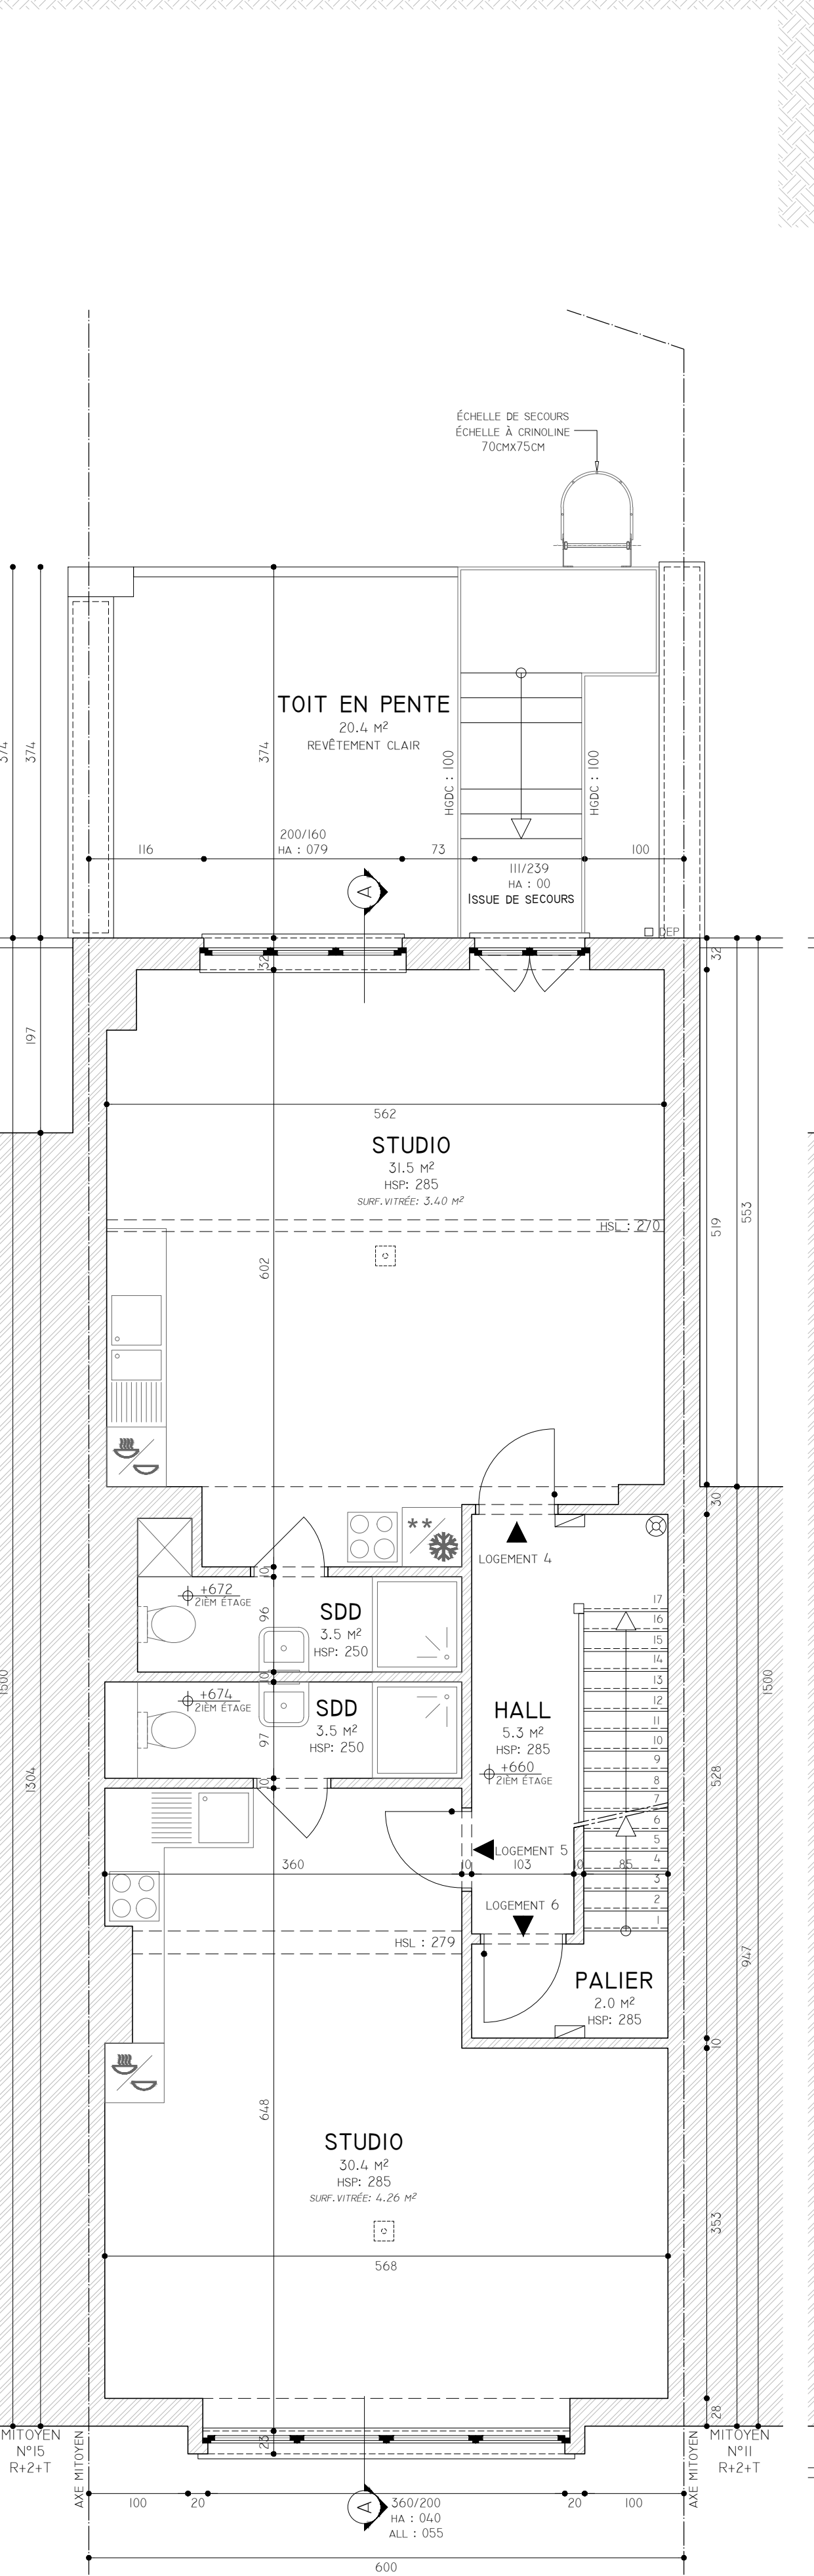 ÉCHELLE DE SECOURS
ÉCHELLE À CRINOLINE
70CMX75CM
TOIT EN PENTE
20.4 M²
REVÊTEMENT CLAIR
374
374
374
HGDC : 100
HGDC : 100
200/160
HA : 079
116
73
100
111/239
HA : 00
ISSUE DE SECOURS
DEP
32
32
197
562
STUDIO
31.5 M²
HSP: 285
SURF.VITRÉE: 3.40 M²
HSL : 270
602
519
553
**
LOGEMENT 4
30
10
+672
2IÈM ÉTAGE
96
SDD
3.5 M²
HSP: 250
10
+674
2IÈM ÉTAGE
97
SDD
3.5 M²
HSP: 250
10
HALL
5.3 M²
HSP: 285
+660
2IÈM ÉTAGE
17
16
15
14
13
12
11
10
9
8
7
6
5
4
3
2
1
1500
1304
528
1500
LOGEMENT 5
360
10
103
10
85
LOGEMENT 6
HSL : 279
PALIER
2.0 M²
HSP: 285
947
10
648
STUDIO
30.4 M²
HSP: 285
SURF.VITRÉE: 4.26 M²
353
568
28
23
MITOYEN
N°15
R+2+T
AXE MITOYEN
AXE MITOYEN
MITOYEN
N°11
R+2+T
100
20
A
360/200
HA : 040
ALL : 055
20
100
600
A